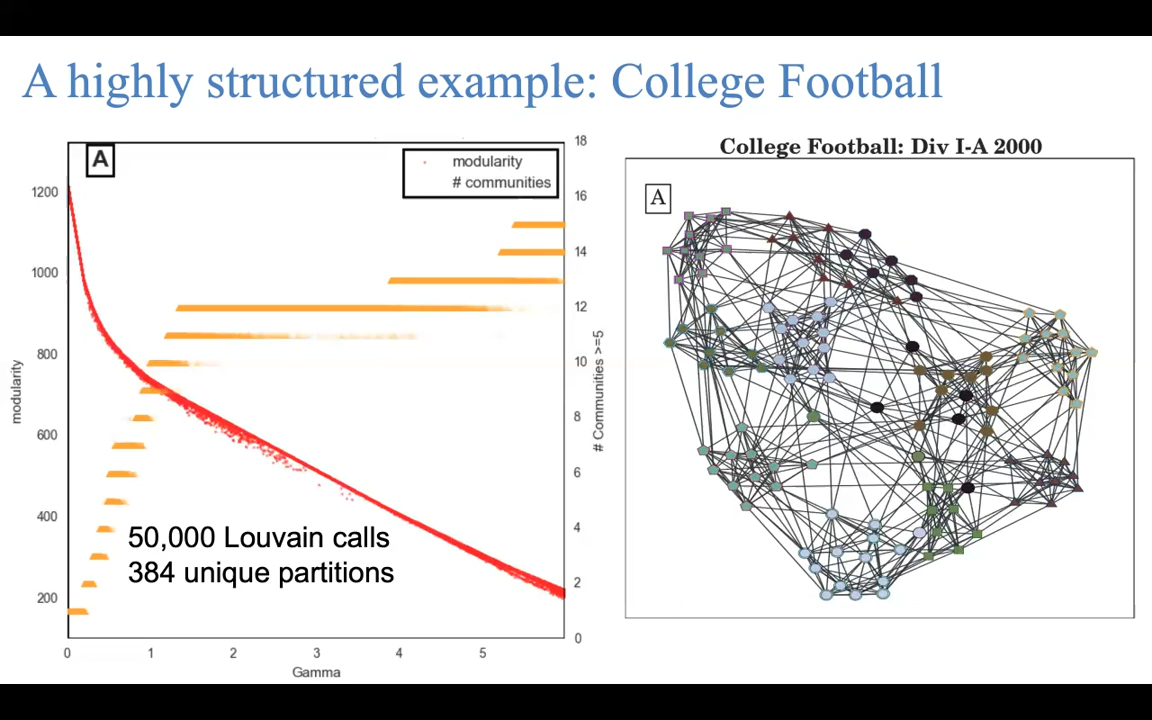 A highly structured example: College Football
A
modularity
# communities
1200
1000
800
600
400
200
modularity
18
16
14
12
10
8
6
4
2
0
# Communities >=5
50,000 Louvain calls
384 unique partitions
0 1 2 3 4 5
Gamma
College Football: Div I-A 2000
A